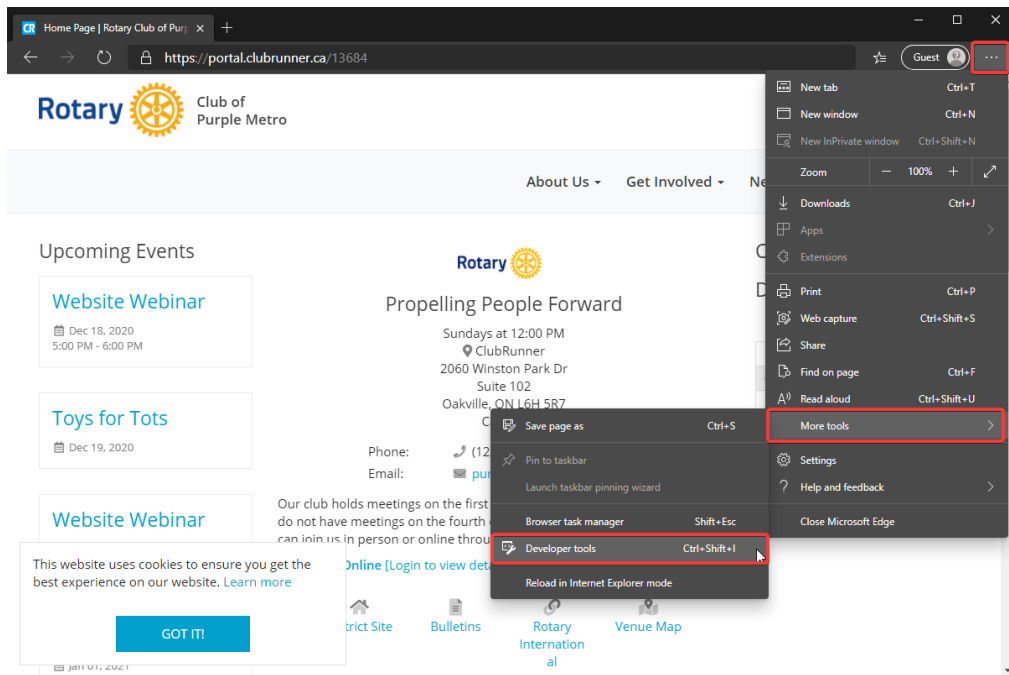 CR Home Page | Rotary Club of Pur
https://portal.clubrunner.ca/13684
Guest
Rotary
Club of
Purple Metro
About Us
Get Involved
Ne
Upcoming Events
Website Webinar
Dec 18, 2020
5:00 PM - 6:00 PM
Toys for Tots
Dec 19, 2020
Website Webinar
This website uses cookies to ensure you get the
best experience on our website. Learn more
GOT IT!
Jan 01, 2021
Rotary
Propelling People Forward
Sundays at 12:00 PM
ClubRunner
2060 Winston Park Dr
Suite 102
Oakville, ON L6H 5R7
C
Phone: (12
Email: pur
Our club holds meetings on the first
do not have meetings on the fourth
can join us in person or online throu
Online [Login to view deta
trict Site
Bulletins
Rotary
Internation
al
Venue Map
C
D
New tab Ctrl+T
New window Ctrl+N
New InPrivate window Ctrl+Shift+N
Zoom 100%
Downloads Ctrl+J
Apps
Extensions
Print Ctrl+P
Web capture Ctrl+Shift+S
Share
Find on page Ctrl+F
Read aloud Ctrl+Shift+U
More tools
Settings
Help and feedback
Close Microsoft Edge
Save page as Ctrl+S
Pin to taskbar
Launch taskbar pinning wizard
Browser task manager Shift+Esc
Developer tools Ctrl+Shift+I
Reload in Internet Explorer mode